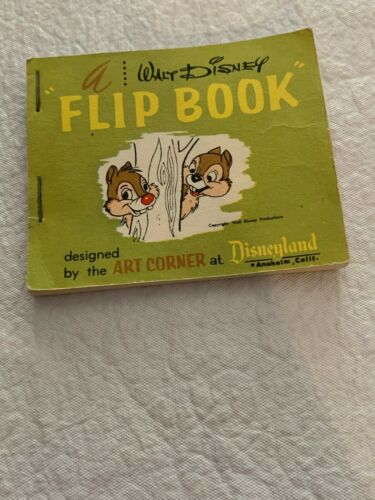 a .... WALT DISNEY
"FLIP BOOK"
Copyright Walt Disney Productions
designed
by the ART CORNER at Disneyland
Anaheim, Calif.